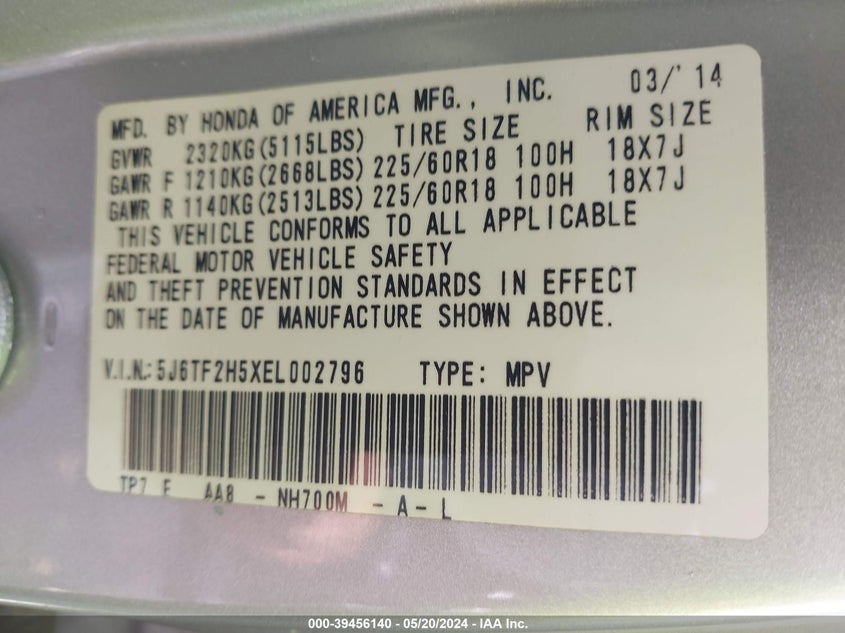 MFD. BY HONDA OF AMERICA MFG., INC. 03/'14
GVWR 2320KG(5115LBS) TIRE SIZE RIM SIZE
GAWR F 1210KG(2668LBS) 225/60R18 100H 18X7J
GAWR R 1140KG(2513LBS) 225/60R18 100H 18X7J
THIS VEHICLE CONFORMS TO ALL APPLICABLE
FEDERAL MOTOR VEHICLE SAFETY
AND THEFT PREVENTION STANDARDS IN EFFECT
ON THE DATE OF MANUFACTURE SHOWN ABOVE.
V.I.N.: 5J6TF2H5XEL002796 TYPE: MPV
TP7 E AA8 - NH700M - A - L
000-39456140 - 05/20/2024 - IAA Inc.